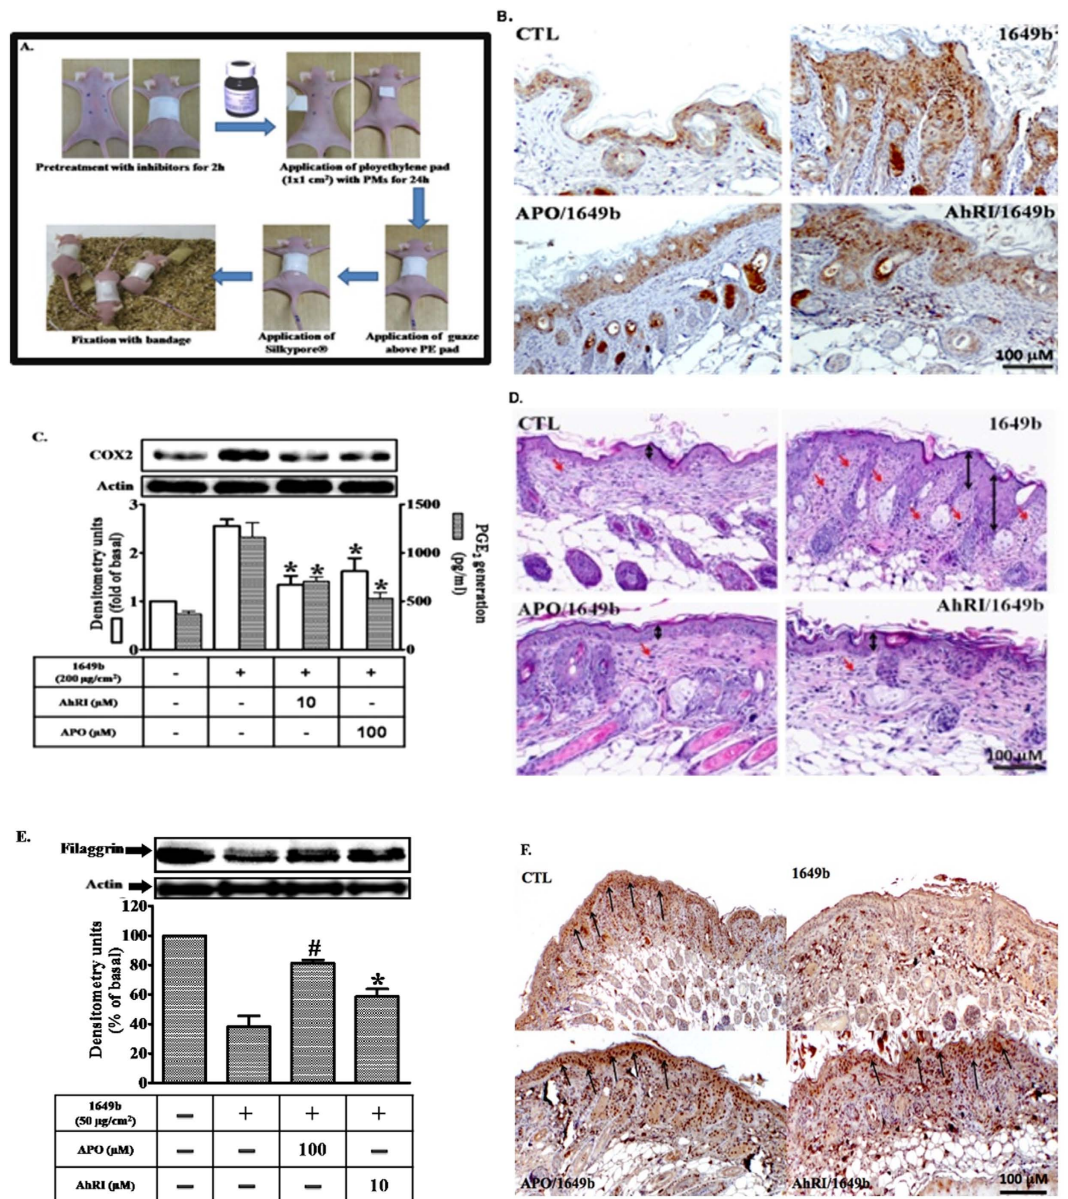 A.
Pretreatment with inhibitors for 2h
Application of ployethylene pad
(1x1 cm²) with PMs for 24h
Fixation with bandage
Application of
Silkypore®
Application of guaze
above PE pad
B.
CTL
1649b
APO/1649b
AhRI/1649b
100 µM
C.
COX2
Actin
3
2
1
0
Densitometry units
(fold of basal)
1500
1000
500
0
PGE₂ generation
(pg/ml)
* * * *
1649b
(200 µg/cm²)
- + + +
AhRI (µM)
- - 10 -
APO (µM)
- - - 100
D.
CTL
1649b
APO/1649b
AhRI/1649b
100 µM
E.
Filaggrin
Actin
120
100
80
60
40
20
0
Densitometry units
(% of basal)
# *
1649b
(50 µg/cm²)
– + + +
APO (µM)
– – 100 –
AhRI (µM)
– – – 10
F.
CTL
1649b
APO/1649b
AhRI/1649b
100 µM